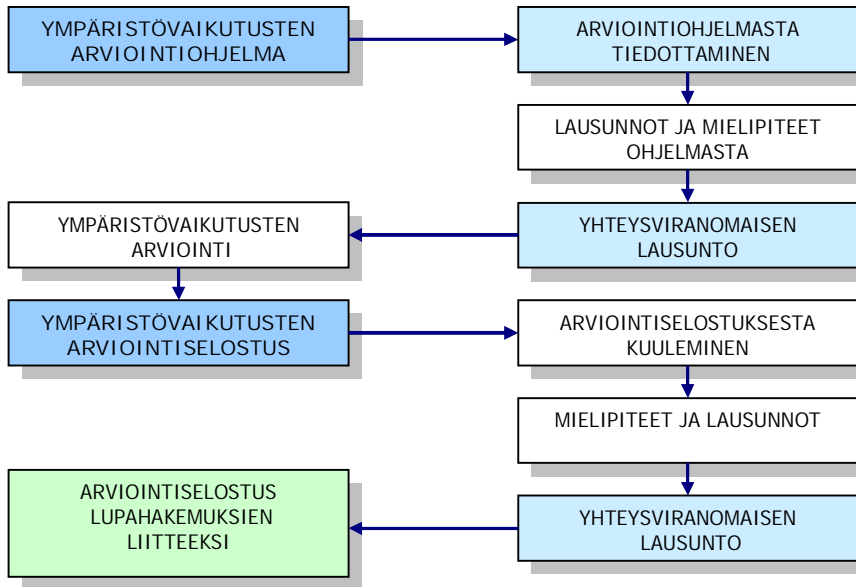 YMPÄRISTÖVAIKUTUSTEN
ARVIOINTIOHJELMA
ARVIOINTIOHJELMASTA
TIEDOTTAMINEN
LAUSUNNOT JA MIELIPITEET
OHJELMASTA
YHTEYSVIRANOMAISEN
LAUSUNTO
YMPÄRISTÖVAIKUTUSTEN
ARVIOINTI
YMPÄRISTÖVAIKUTUSTEN
ARVIOINTISELOSTUS
ARVIOINTISELOSTUKSESTA
KUULEMINEN
MIELIPITEET JA LAUSUNNOT
YHTEYSVIRANOMAISEN
LAUSUNTO
ARVIOINTISELOSTUS
LUPAHAKEMUKSIEN
LIITTEEKSI